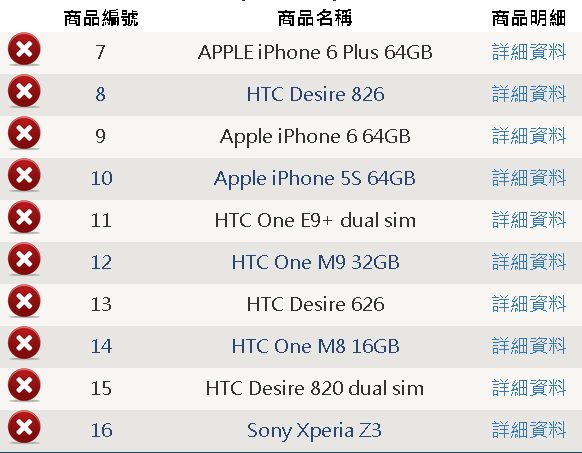 商品編號 商品名稱 商品明細
7 APPLE iPhone 6 Plus 64GB 詳細資料
8 HTC Desire 826 詳細資料
9 Apple iPhone 6 64GB 詳細資料
10 Apple iPhone 5S 64GB 詳細資料
11 HTC One E9+ dual sim 詳細資料
12 HTC One M9 32GB 詳細資料
13 HTC Desire 626 詳細資料
14 HTC One M8 16GB 詳細資料
15 HTC Desire 820 dual sim 詳細資料
16 Sony Xperia Z3 詳細資料